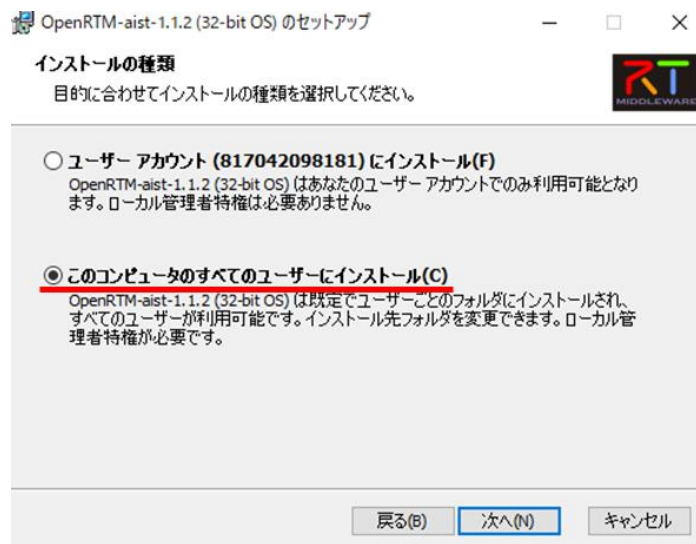 OpenRTM-aist-1.1.2 (32-bit OS) のセットアップ
インストールの種類
目的に合わせてインストールの種類を選択してください。
RT
MIDDLEWARE
ユーザー アカウント (817042098181) にインストール(F)
OpenRTM-aist-1.1.2 (32-bit OS) はあなたのユーザー アカウントでのみ利用可能となり
ます。ローカル管理者特権は必要ありません。
このコンピュータのすべてのユーザーにインストール(C)
OpenRTM-aist-1.1.2 (32-bit OS) は既定でユーザーごとのフォルダにインストールされ、
すべてのユーザーが利用可能です。インストール先フォルダを変更できます。ローカル管
理者特権が必要です。
戻る(B)
次へ(N)
キャンセル